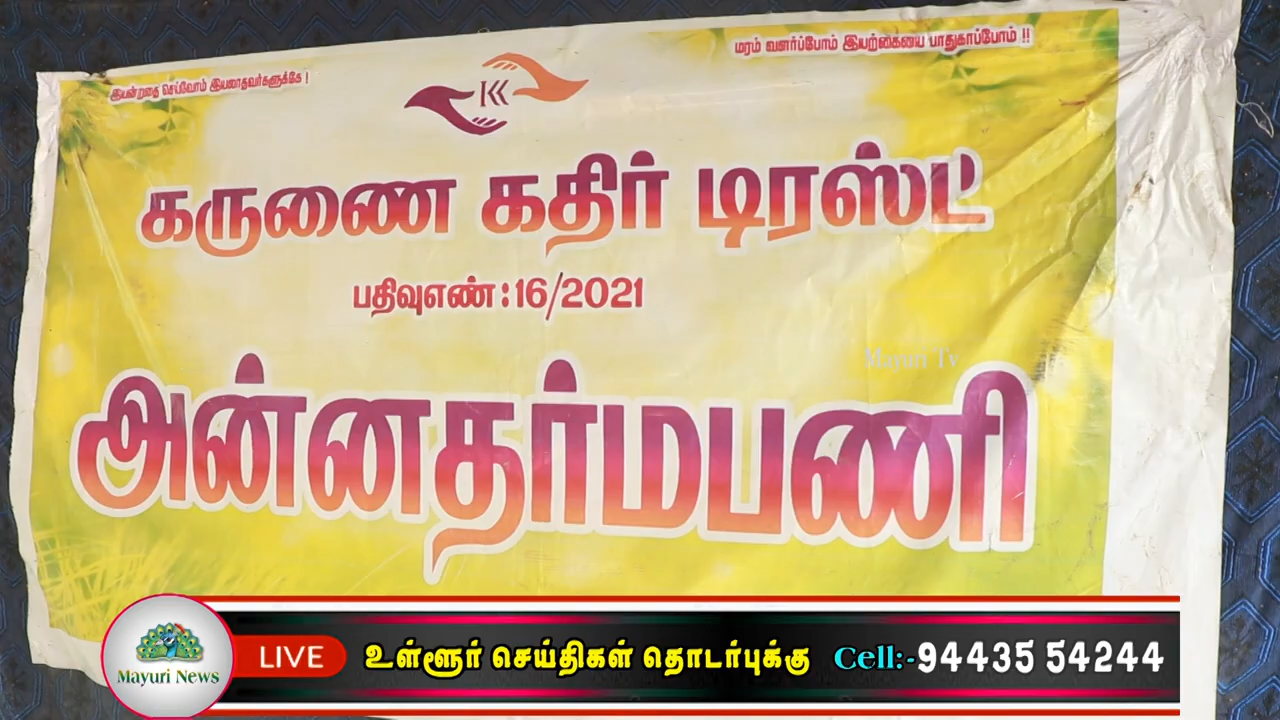 இயன்றதை செய்வோம் இயலாதவர்களுக்கே !
மரம் வளர்ப்போம் இயற்கையை பாதுகாப்போம் !!
KK
கருணை கதிர் டிரஸ்ட்
பதிவுஎண்:16/2021
Mayuri Tv
அன்னதர்மபணி
Mayuri News
LIVE உள்ளூர் செய்திகள் தொடர்புக்கு Cell:-94435 54244